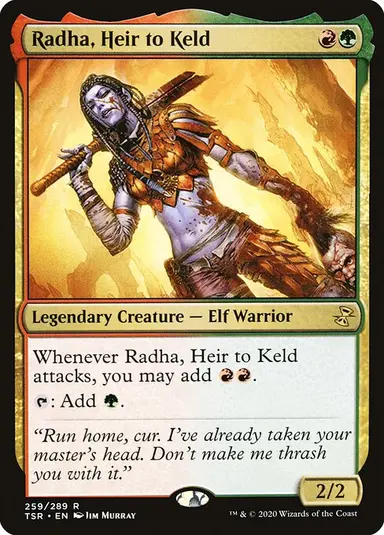 Radha, Heir to Keld
Legendary Creature — Elf Warrior
Whenever Radha, Heir to Keld
attacks, you may add
: Add .
“Run home, cur. I’ve already taken your
master’s head. Don’t make me thrash
you with it.”
2/2
259/289 R
TSR • EN Jim Murray
™ & © 2020 Wizards of the Coast